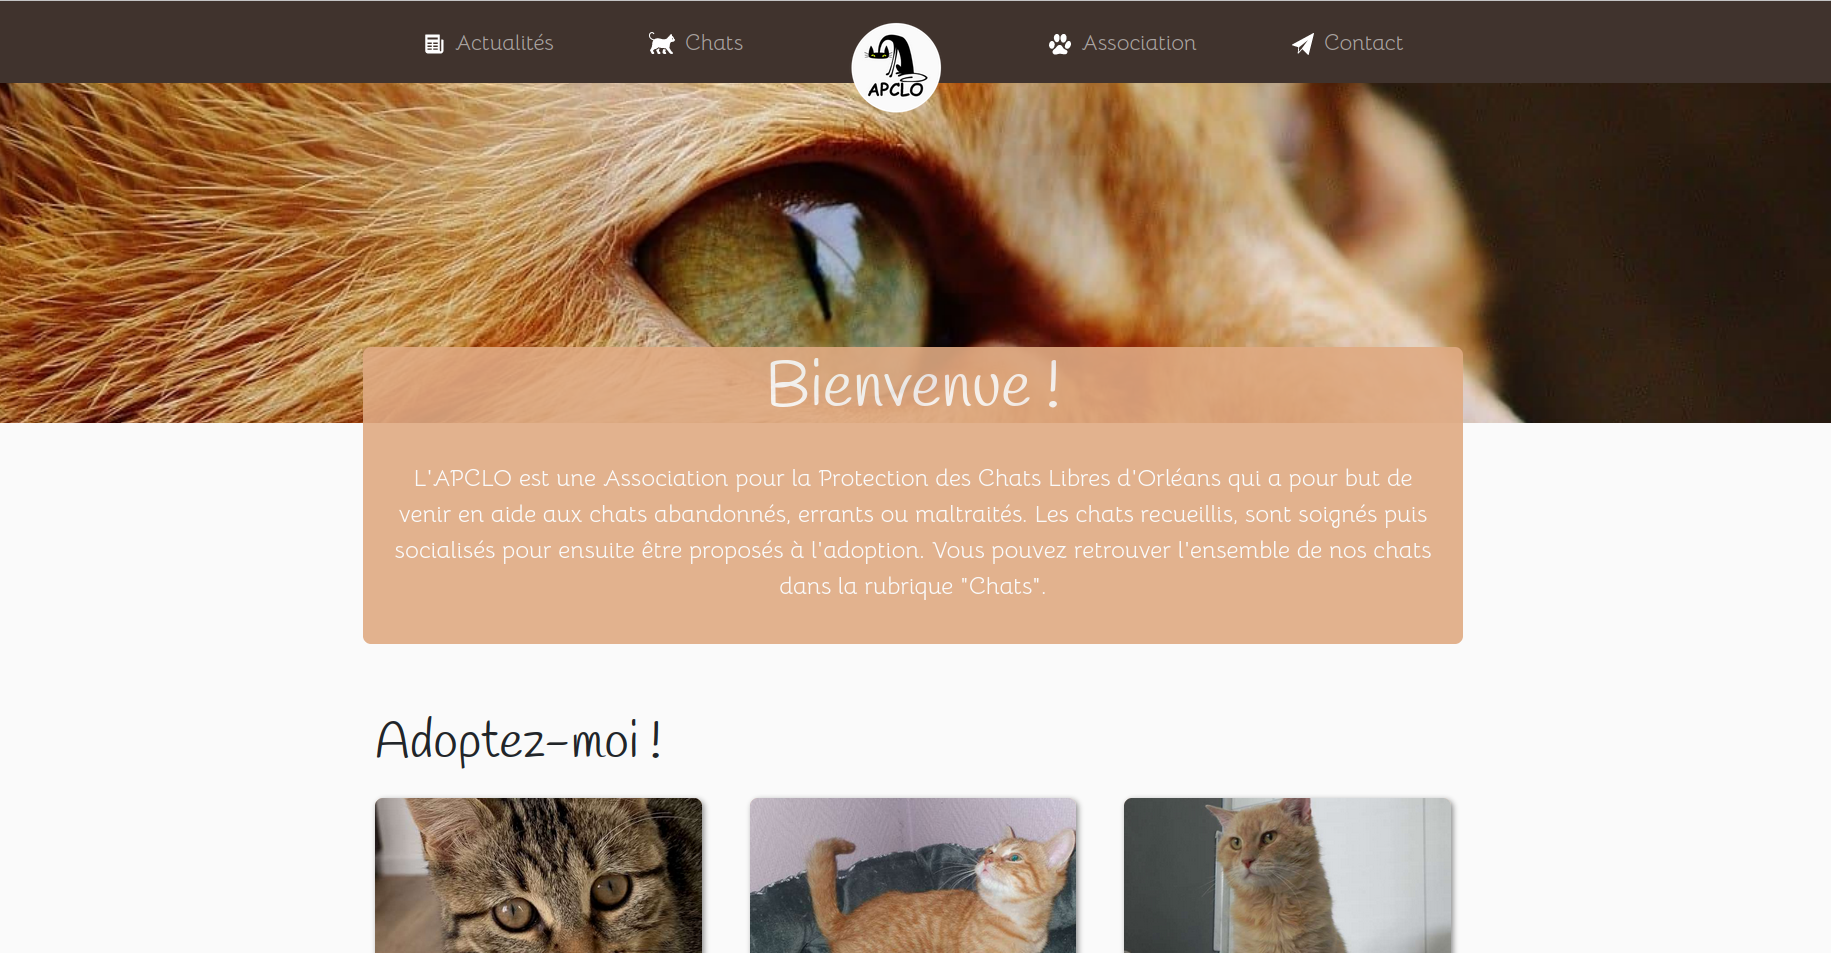 Actualités
Chats
APCLO
Association
Contact
Bienvenue !
L'APCLO est une Association pour la Protection des Chats Libres d'Orléans qui a pour but de
venir en aide aux chats abandonnés, errants ou maltraités. Les chats recueillis, sont soignés puis
socialisés pour ensuite être proposés à l'adoption. Vous pouvez retrouver l'ensemble de nos chats
dans la rubrique "Chats".
Adoptez-moi !